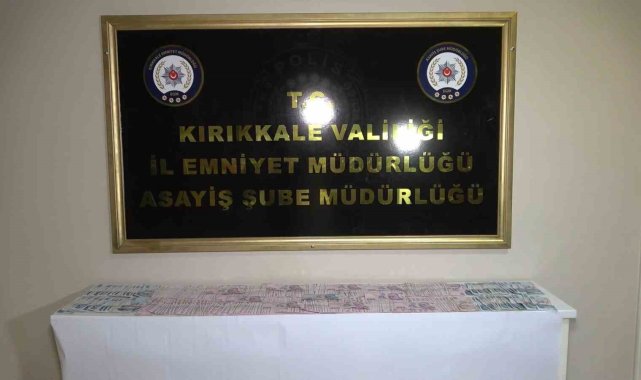 T.C.
KIRIKKALE VALİLİĞİ
İL EMNİYET MÜDÜRLÜĞÜ
ASAYİŞ ŞUBE MÜDÜRLÜĞÜ